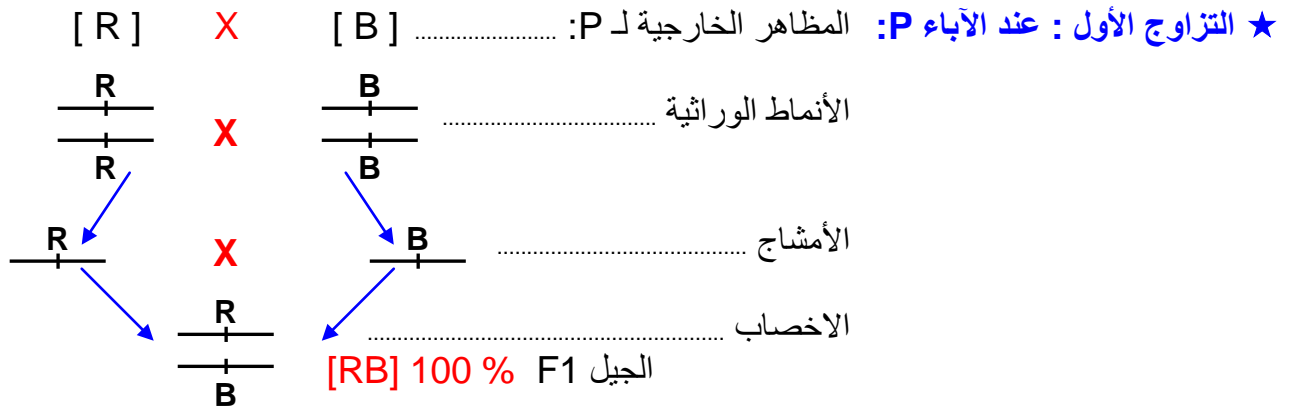 ★ التزاوج الأول : عند الآباء P: المظاهر الخارجية لـ P: .................... [ B ] X [ R ]
R B
الأنماط الوراثية ..................................
X
R B
R B
الأمشاج ........................................
X
R
الاخصاب .........................................................
الجيل F1 [RB] 100 %
B